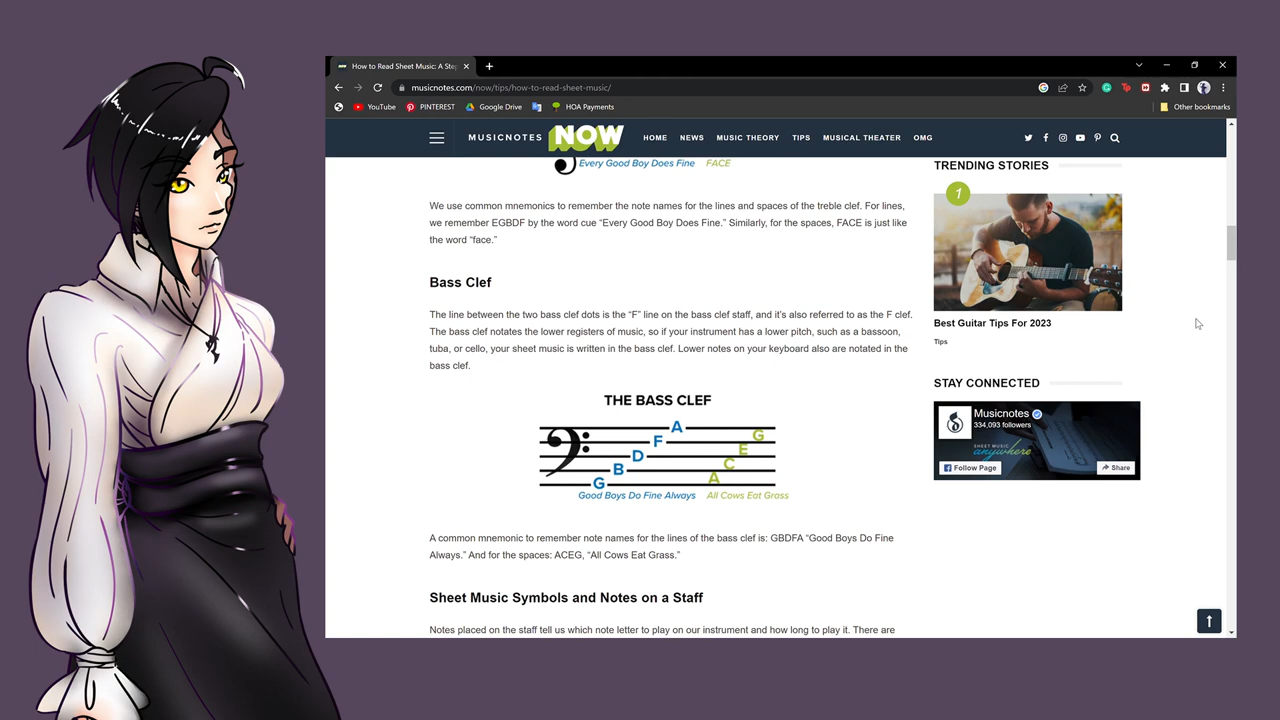 How to Read Sheet Music: A Ste
musicnotes.com/now/tips/how-to-read-sheet-music/
YouTube PINTEREST Google Drive HOA Payments Other bookmarks
MUSICNOTES NOW HOME NEWS MUSIC THEORY TIPS MUSICAL THEATER OMG
Every Good Boy Does Fine FACE
We use common mnemonics to remember the note names for the lines and spaces of the treble clef. For lines,
we remember EGBDF by the word cue “Every Good Boy Does Fine.” Similarly, for the spaces, FACE is just like
the word “face.”
Bass Clef
The line between the two bass clef dots is the “F” line on the bass clef staff, and it’s also referred to as the F clef.
The bass clef notates the lower registers of music, so if your instrument has a lower pitch, such as a bassoon,
tuba, or cello, your sheet music is written in the bass clef. Lower notes on your keyboard also are notated in the
bass clef.
THE BASS CLEF
G B D F A A C E G
Good Boys Do Fine Always All Cows Eat Grass
A common mnemonic to remember note names for the lines of the bass clef is: GBDFA “Good Boys Do Fine
Always.” And for the spaces: ACEG, “All Cows Eat Grass.”
Sheet Music Symbols and Notes on a Staff
Notes placed on the staff tell us which note letter to play on our instrument and how long to play it. There are
TRENDING STORIES
1
Best Guitar Tips For 2023
Tips
STAY CONNECTED
Musicnotes
334,093 followers
SHEET MUSIC
anywhere
Follow Page Share